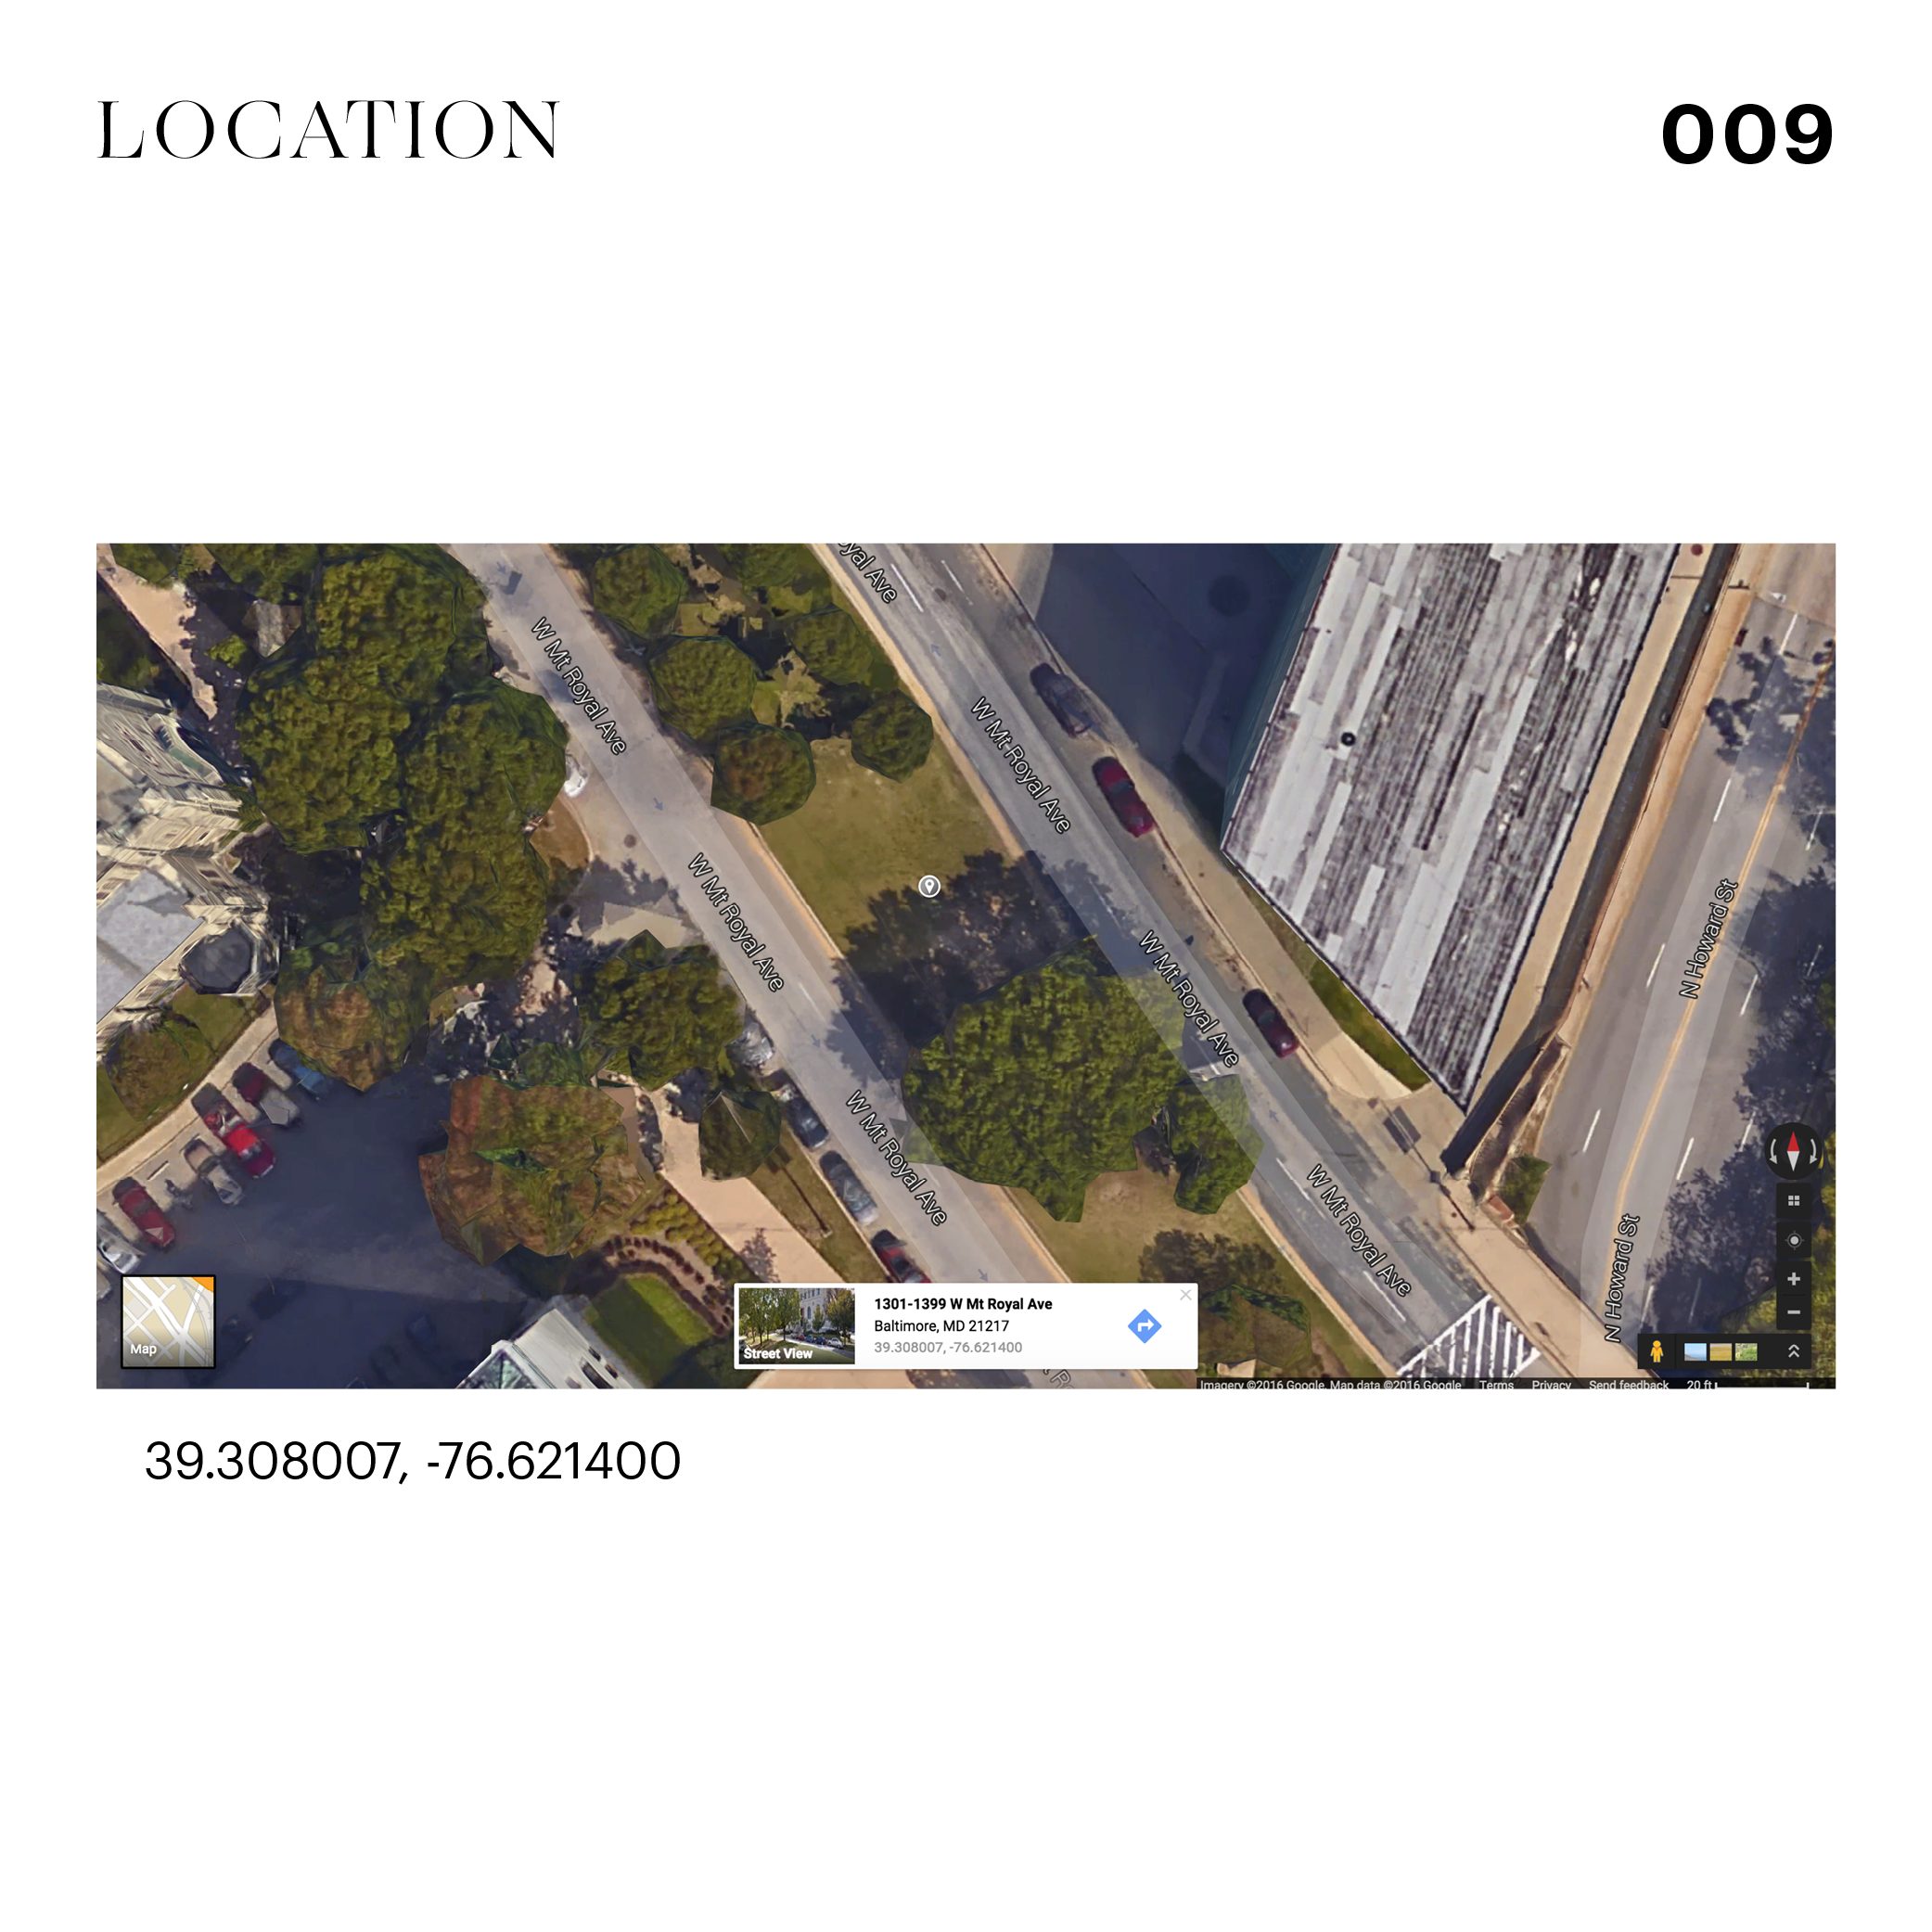 LOCATION
009
yal Ave
W Mt Royal Ave
W Mt Royal Ave
W Mt Royal Ave
W Mt Royal Ave
W Mt Royal Ave
W Mt Royal Ave
N Howard St
N Howard St
Map
Street View
1301-1399 W Mt Royal Ave
Baltimore, MD 21217
39.308007, -76.621400
Imagery ©2016 Google, Map data ©2016 Google Terms Privacy Send feedback 20 ft
39.308007, -76.621400